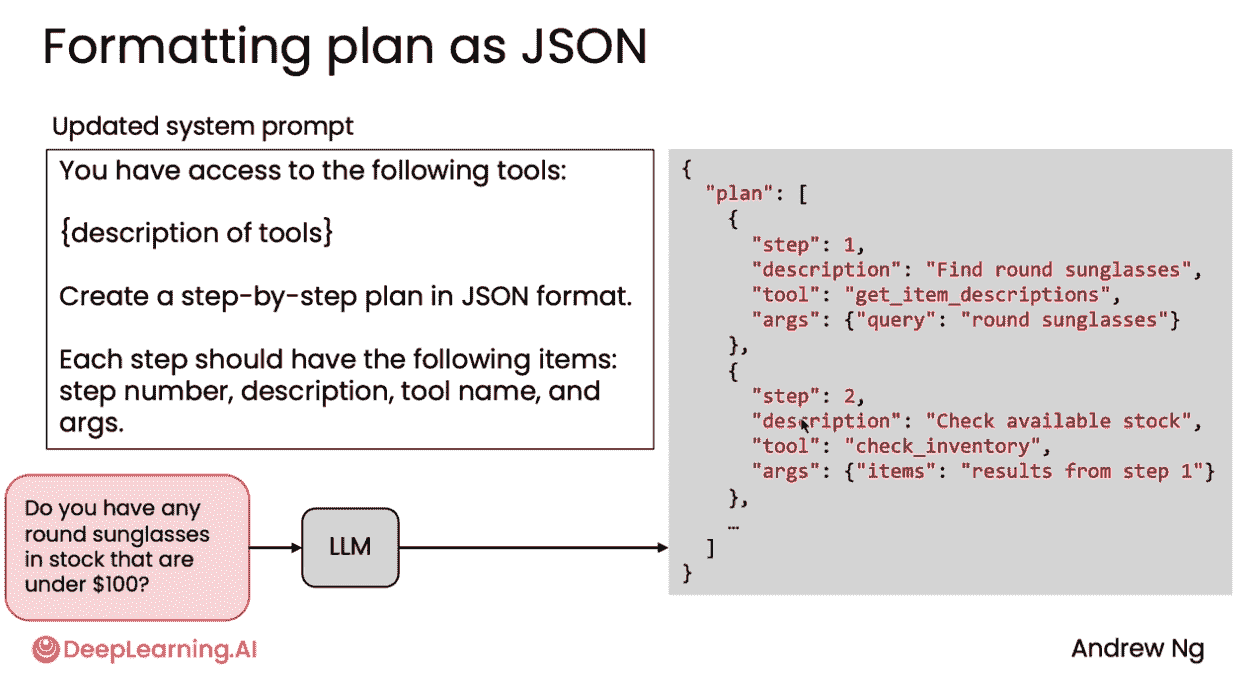 Formatting plan as JSON
Updated system prompt
You have access to the following tools:
{description of tools}
Create a step-by-step plan in JSON format.
Each step should have the following items:
step number, description, tool name, and
args.
{
"plan": [
{
"step": 1,
"description": "Find round sunglasses",
"tool": "get_item_descriptions",
"args": {"query": "round sunglasses"}
},
{
"step": 2,
"description": "Check available stock",
"tool": "check_inventory",
"args": {"items": "results from step 1"}
},
…
]
}
Do you have any
round sunglasses
in stock that are
under $100?
LLM
DeepLearning.AI
Andrew Ng